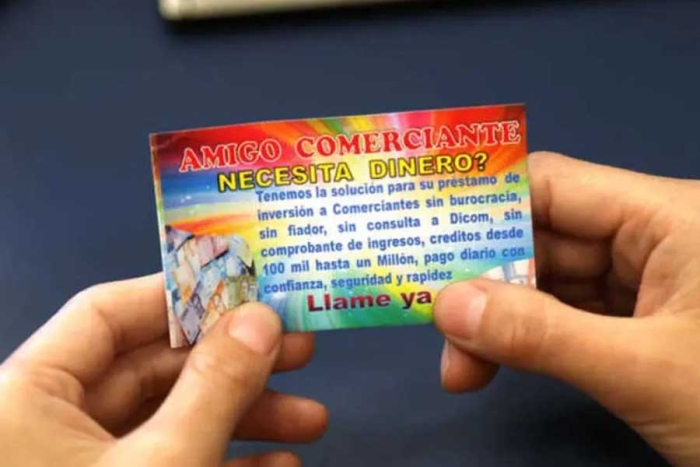 AMIGO COMERCIANTE
NECESITA DINERO?
Tenemos la solución para su préstamo de
inversión a Comerciantes sin burocracia,
sin fiador, sin consulta a Dicom, sin
comprobante de ingresos, creditos desde
100 mil hasta un Millón, pago diario con
confianza, seguridad y rapidez
Llame ya